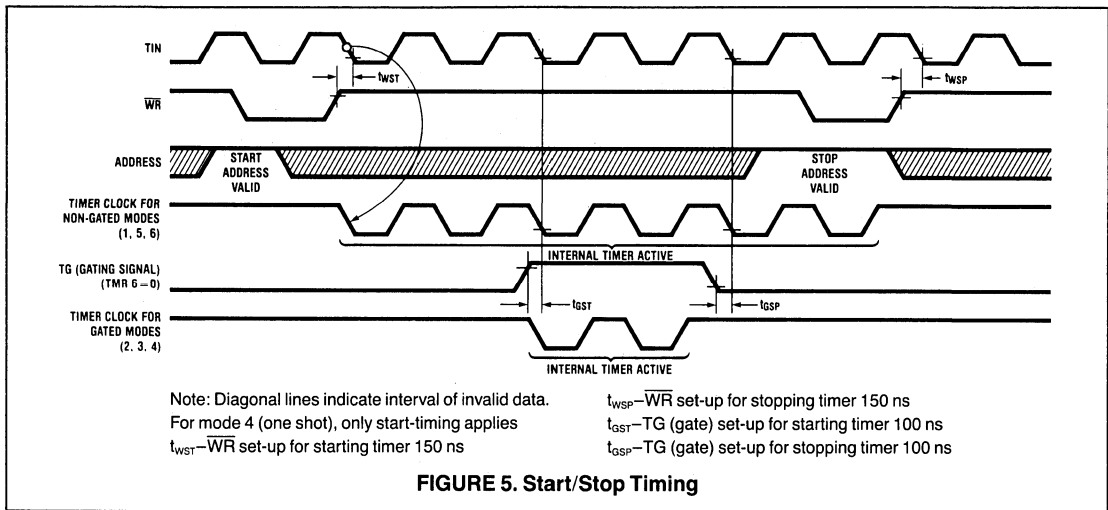 TIN
tWST
tWSP
WR
ADDRESS
START
ADDRESS
VALID
STOP
ADDRESS
VALID
TIMER CLOCK FOR
NON-GATED MODES
(1, 5, 6)
INTERNAL TIMER ACTIVE
TG (GATING SIGNAL)
(TMR 6=0)
tGST
tGSP
TIMER CLOCK FOR
GATED MODES
(2, 3, 4)
INTERNAL TIMER ACTIVE
Note: Diagonal lines indicate interval of invalid data.
For mode 4 (one shot), only start-timing applies
tWST–WR set-up for starting timer 150 ns
tWSP–WR set-up for stopping timer 150 ns
tGST–TG (gate) set-up for starting timer 100 ns
tGSP–TG (gate) set-up for stopping timer 100 ns
FIGURE 5. Start/Stop Timing